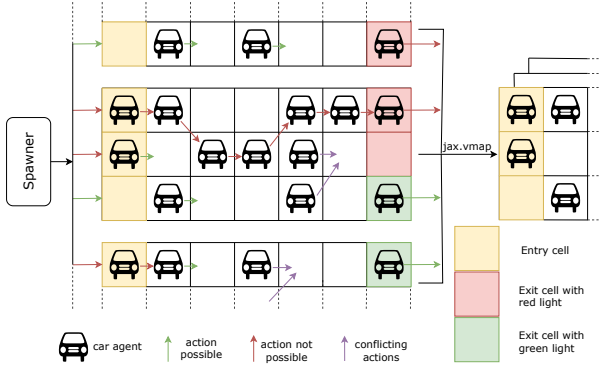 Spawner
jax.vmap
Entry cell
Exit cell with
red light
Exit cell with
green light
car agent
action
possible
action not
possible
conflicting
actions